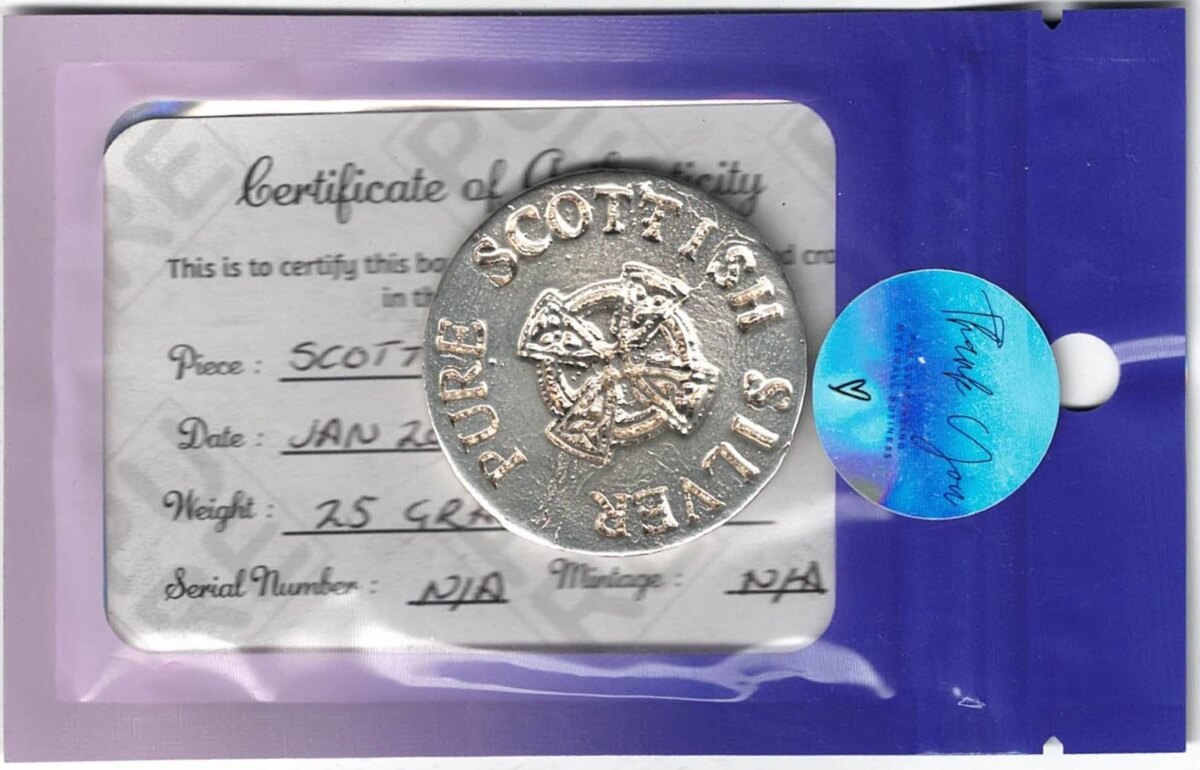 Certificate of
This is to certify this
in
Piece : SCOTT
Date : JAN 20
Weight : 25 GRA
Serial Number : N/A Mintage : N/A
PURE SCOTTISH SILVER
Thank You